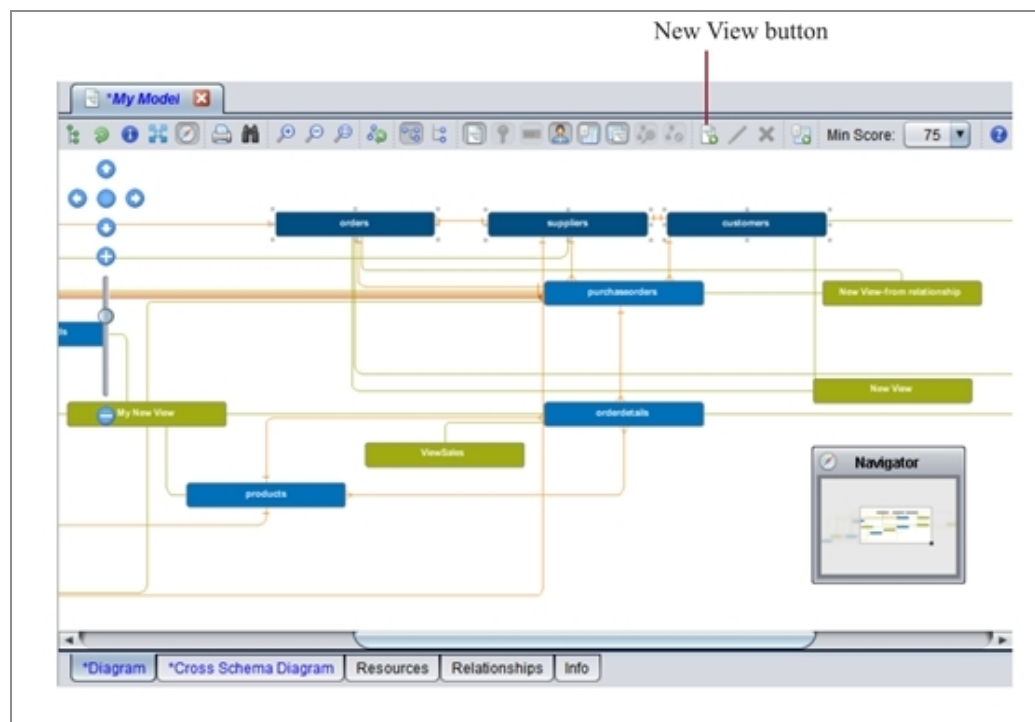 New View button
*My Model
Min Score: 75
orders
suppliers
customers
purchaseorders
New View-from relationship
New View
My New View
orderdetails
ViewSales
products
Navigator
*Diagram *Cross Schema Diagram Resources Relationships Info